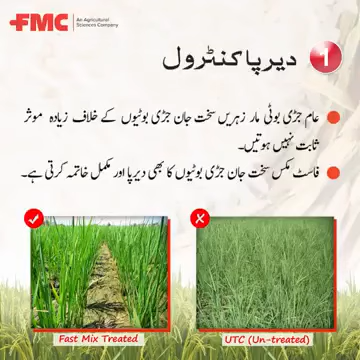 FMC
An Agricultural
Sciences Company
1 دیرپا کنٹرول
عام جڑی بوٹی مار زہریں سخت جان جڑی بوٹیوں کے خلاف زیادہ موثر
ثابت نہیں ہوتیں۔
فاسٹ مکس سخت جان جڑی بوٹیوں کا بھی دیرپا اور مکمل خاتمہ کرتی ہے۔
Fast Mix Treated
UTC (Un-treated)